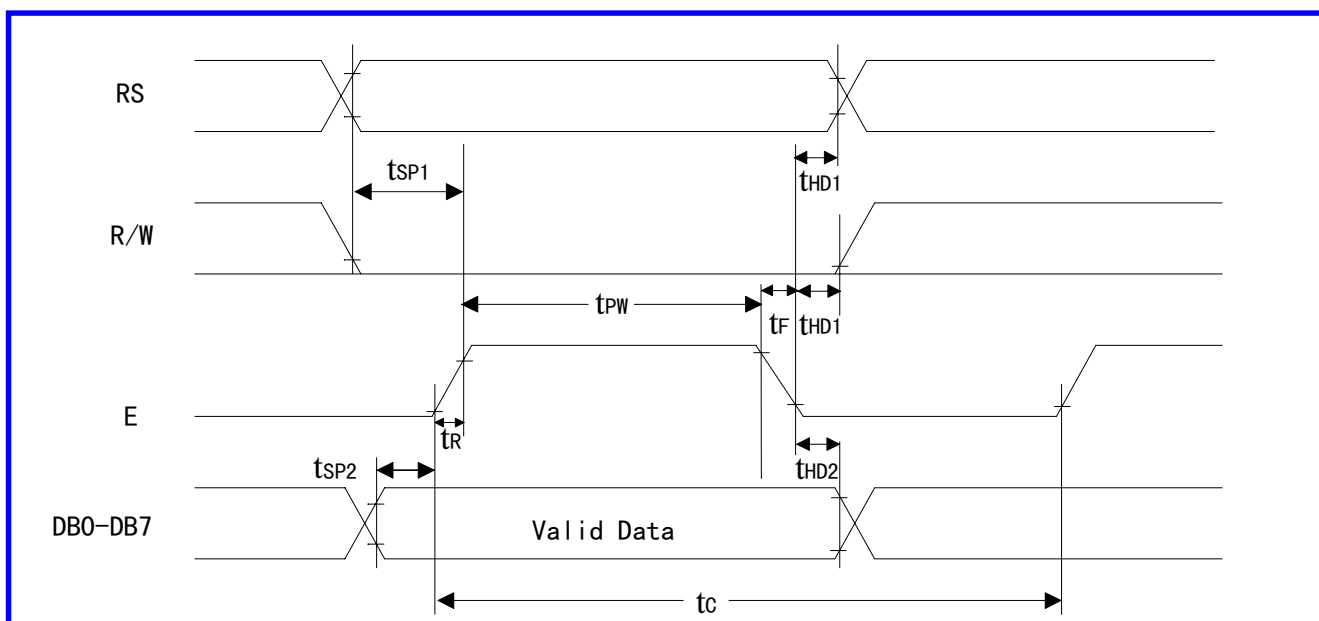 RS
tSP1
tHD1
R/W
tPW
tF
tHD1
E
tR
tSP2
tHD2
DB0-DB7
Valid Data
tC